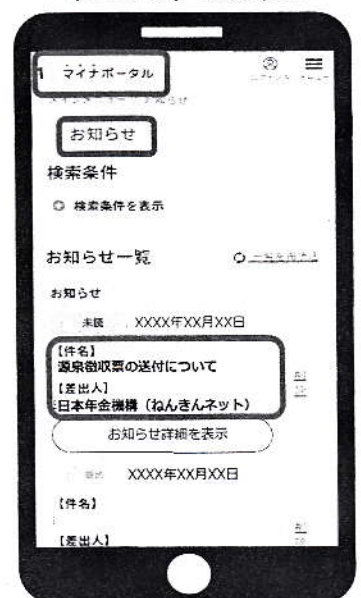 マイナポータル
お知らせ
検索条件
検索条件を表示
お知らせ一覧
お知らせ
未読 XXXX年XX月XX日
【件名】
源泉徴収票の送付について
【差出人】
日本年金機構（ねんきんネット）
お知らせ詳細を表示
XXXX年XX月XX日
【件名】
【差出人】